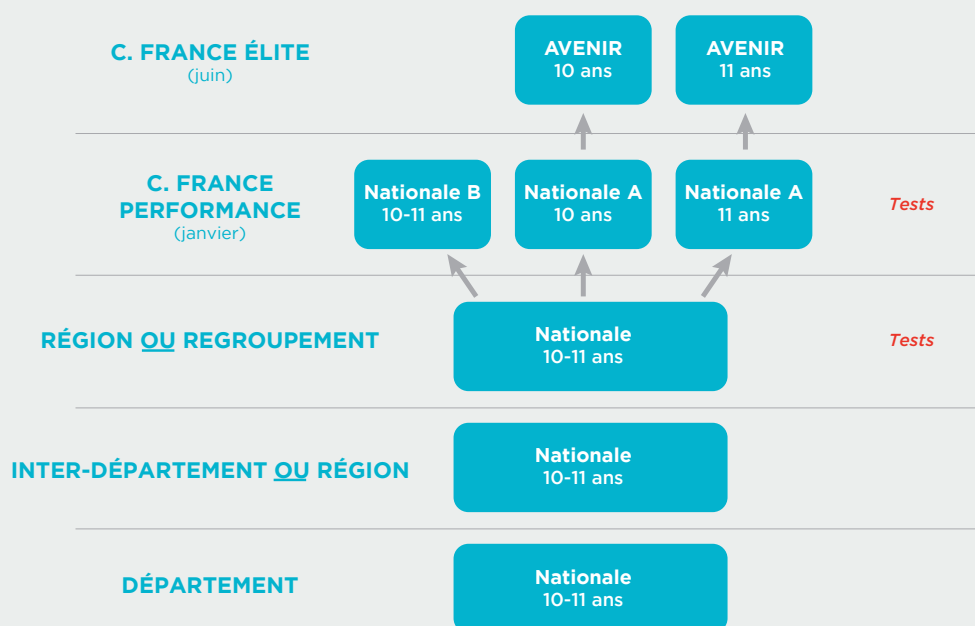 C. FRANCE ÉLITE
(juin)
AVENIR
10 ans
AVENIR
11 ans
C. FRANCE
PERFORMANCE
(janvier)
Nationale B
10-11 ans
Nationale A
10 ans
Nationale A
11 ans
Tests
RÉGION OU REGROUPEMENT
Nationale
10-11 ans
Tests
INTER-DÉPARTEMENT OU RÉGION
Nationale
10-11 ans
DÉPARTEMENT
Nationale
10-11 ans